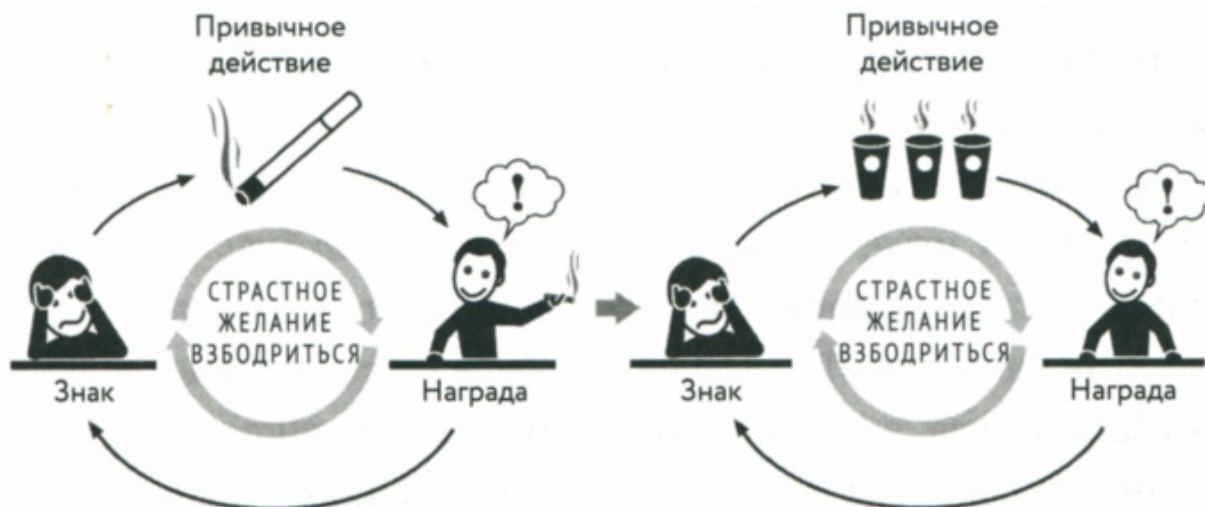 Привычное
действие
!
СТРАСТНОЕ
ЖЕЛАНИЕ
ВЗБОДРИТЬСЯ
Знак
Награда
Привычное
действие
!
СТРАСТНОЕ
ЖЕЛАНИЕ
ВЗБОДРИТЬСЯ
Знак
Награда